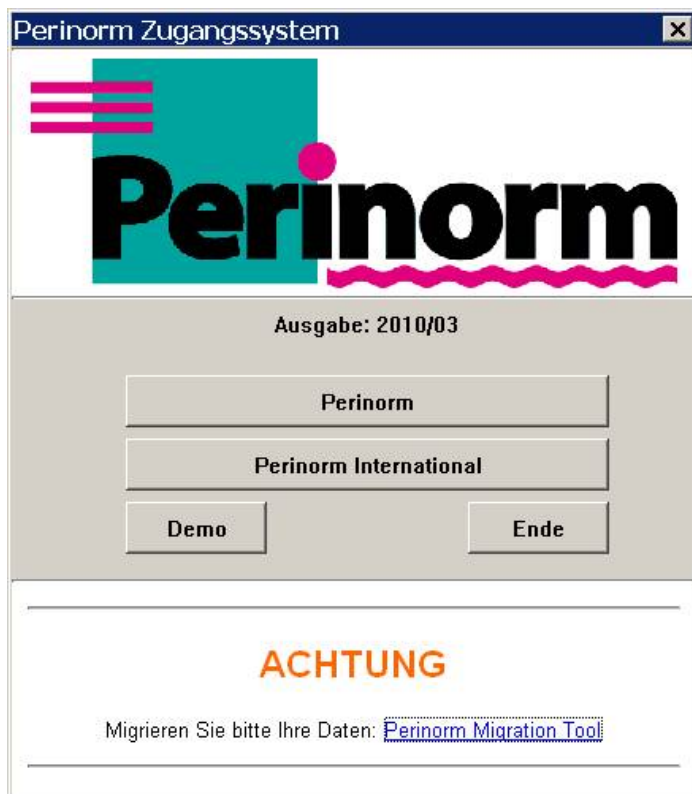 Perinorm Zugangssystem
Perinorm
Ausgabe: 2010/03
Perinorm
Perinorm International
Demo Ende
ACHTUNG
Migrieren Sie bitte Ihre Daten: Perinorm Migration Tool